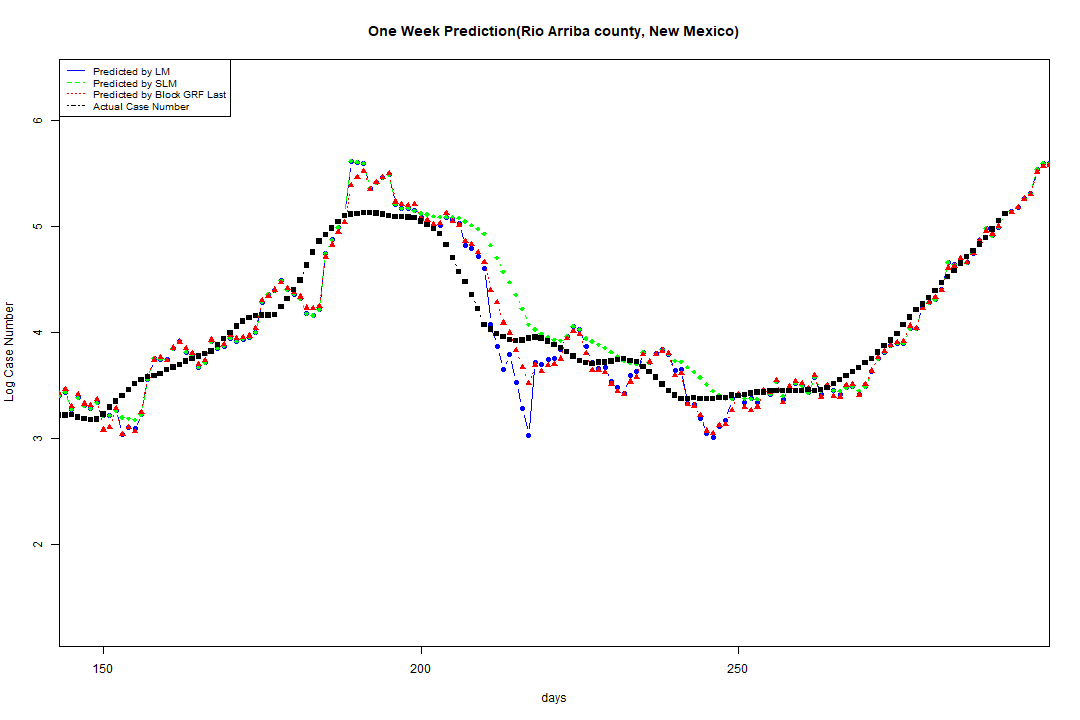 One Week Prediction(Rio Arriba county, New Mexico)
Predicted by LM
Predicted by SLM
Predicted by Block GRF Last
Actual Case Number
6
5
4
3
2
Log Case Number
150
200
250
days